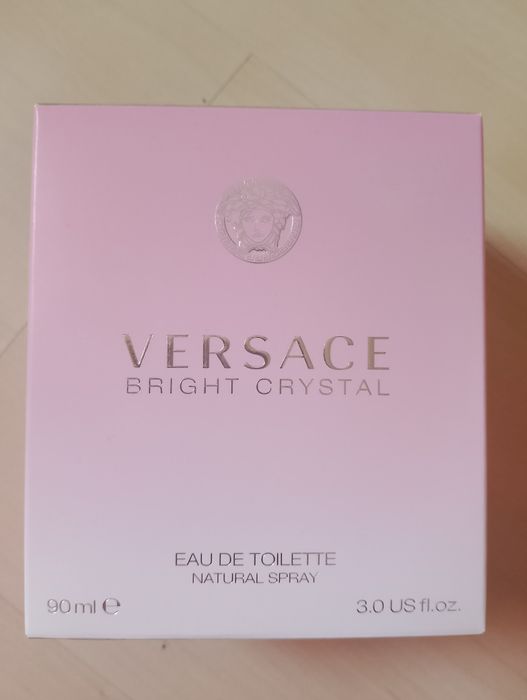 VERSACE
BRIGHT CRYSTAL
EAU DE TOILETTE
NATURAL SPRAY
90 ml ℮ 3.0 US fl.oz.